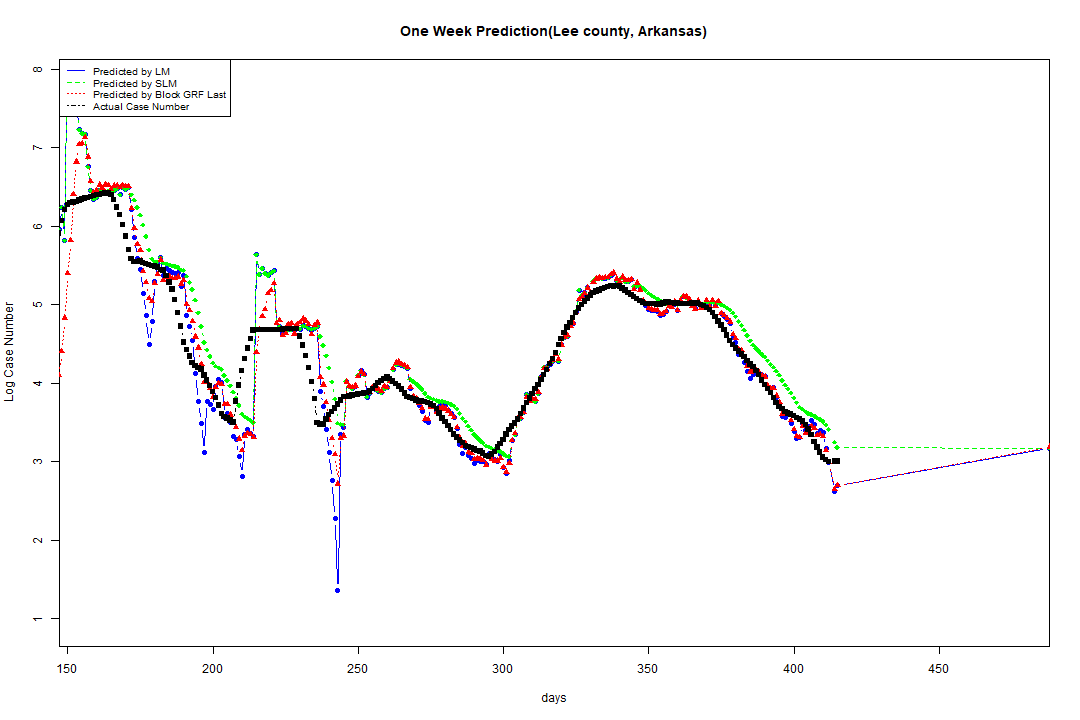 One Week Prediction(Lee county, Arkansas)
Predicted by LM
Predicted by SLM
Predicted by Block GRF Last
Actual Case Number
8
7
6
5
4
3
2
1
Log Case Number
150 200 250 300 350 400 450
days